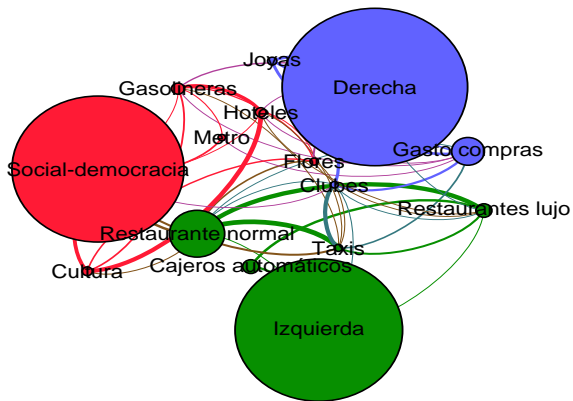 Joyas
Gasolineras
Derecha
Hoteles
Metro
Gasto compras
Flores
Social-democracia
Clubes
Restaurantes lujo
Restaurante normal
Taxis
Cajeros automáticos
Cultura
Izquierda